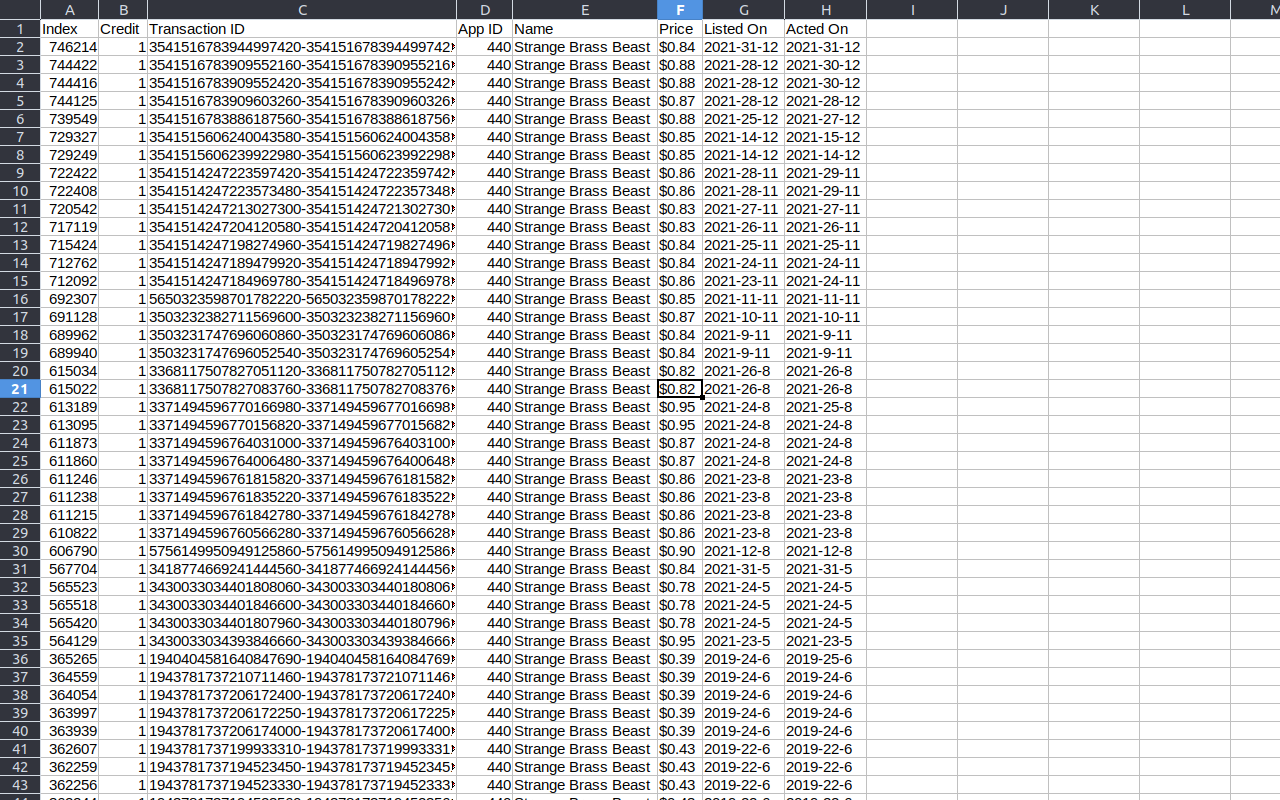 A B C D E F G H I J K L M
1 Index Credit Transaction ID App ID Name Price Listed On Acted On
2 746214 1 3541516783944997420-354151678394499742 440 Strange Brass Beast $0.84 2021-31-12 2021-31-12
3 744422 1 3541516783909552160-354151678390955216 440 Strange Brass Beast $0.88 2021-28-12 2021-30-12
4 744416 1 3541516783909552420-354151678390955242 440 Strange Brass Beast $0.88 2021-28-12 2021-30-12
5 744125 1 3541516783909603260-354151678390960326 440 Strange Brass Beast $0.87 2021-28-12 2021-28-12
6 739549 1 3541516783886187560-354151678388618756 440 Strange Brass Beast $0.88 2021-25-12 2021-27-12
7 729327 1 3541515606240043580-354151560624004358 440 Strange Brass Beast $0.85 2021-14-12 2021-15-12
8 729249 1 3541515606239922980-354151560623992298 440 Strange Brass Beast $0.85 2021-14-12 2021-14-12
9 722422 1 3541514247223597420-354151424722359742 440 Strange Brass Beast $0.86 2021-28-11 2021-29-11
10 722408 1 3541514247223573480-354151424722357348 440 Strange Brass Beast $0.86 2021-28-11 2021-29-11
11 720542 1 3541514247213027300-354151424721302730 440 Strange Brass Beast $0.83 2021-27-11 2021-27-11
12 717119 1 3541514247204120580-354151424720412058 440 Strange Brass Beast $0.83 2021-26-11 2021-26-11
13 715424 1 3541514247198274960-354151424719827496 440 Strange Brass Beast $0.84 2021-25-11 2021-25-11
14 712762 1 3541514247189479920-354151424718947992 440 Strange Brass Beast $0.84 2021-24-11 2021-24-11
15 712092 1 3541514247184969780-354151424718496978 440 Strange Brass Beast $0.86 2021-23-11 2021-24-11
16 692307 1 5650323598701782220-565032359870178222 440 Strange Brass Beast $0.85 2021-11-11 2021-11-11
17 691128 1 3503232382711569600-350323238271156960 440 Strange Brass Beast $0.87 2021-10-11 2021-10-11
18 689962 1 3503231747696060860-350323174769606086 440 Strange Brass Beast $0.84 2021-9-11 2021-9-11
19 689940 1 3503231747696052540-350323174769605254 440 Strange Brass Beast $0.84 2021-9-11 2021-9-11
20 615034 1 3368117507827051120-336811750782705112 440 Strange Brass Beast $0.82 2021-26-8 2021-26-8
21 615022 1 3368117507827083760-336811750782708376 440 Strange Brass Beast $0.82 2021-26-8 2021-26-8
22 613189 1 3371494596770166980-337149459677016698 440 Strange Brass Beast $0.95 2021-24-8 2021-25-8
23 613095 1 3371494596770156820-337149459677015682 440 Strange Brass Beast $0.95 2021-24-8 2021-24-8
24 611873 1 3371494596764031000-337149459676403100 440 Strange Brass Beast $0.87 2021-24-8 2021-24-8
25 611860 1 3371494596764006480-337149459676400648 440 Strange Brass Beast $0.87 2021-24-8 2021-24-8
26 611246 1 3371494596761815820-337149459676181582 440 Strange Brass Beast $0.86 2021-23-8 2021-23-8
27 611238 1 3371494596761835220-337149459676183522 440 Strange Brass Beast $0.86 2021-23-8 2021-23-8
28 611215 1 3371494596761842780-337149459676184278 440 Strange Brass Beast $0.86 2021-23-8 2021-23-8
29 610822 1 3371494596760566280-337149459676056628 440 Strange Brass Beast $0.86 2021-23-8 2021-23-8
30 606790 1 5756149950949125860-575614995094912586 440 Strange Brass Beast $0.90 2021-12-8 2021-12-8
31 567704 1 3418774669241444560-341877466924144456 440 Strange Brass Beast $0.84 2021-31-5 2021-31-5
32 565523 1 3430033034401808060-343003303440180806 440 Strange Brass Beast $0.78 2021-24-5 2021-24-5
33 565518 1 3430033034401846600-343003303440184660 440 Strange Brass Beast $0.78 2021-24-5 2021-24-5
34 565420 1 3430033034401807960-343003303440180796 440 Strange Brass Beast $0.78 2021-24-5 2021-24-5
35 564129 1 3430033034393846660-343003303439384666 440 Strange Brass Beast $0.95 2021-23-5 2021-23-5
36 365265 1 1940404581640847690-194040458164084769 440 Strange Brass Beast $0.39 2019-24-6 2019-25-6
37 364559 1 1943781737210711460-194378173721071146 440 Strange Brass Beast $0.39 2019-24-6 2019-24-6
38 364054 1 1943781737206172400-194378173720617240 440 Strange Brass Beast $0.39 2019-24-6 2019-24-6
39 363997 1 1943781737206172250-194378173720617225 440 Strange Brass Beast $0.39 2019-24-6 2019-24-6
40 363939 1 1943781737206174000-194378173720617400 440 Strange Brass Beast $0.39 2019-24-6 2019-24-6
41 362607 1 1943781737199933310-194378173719993331 440 Strange Brass Beast $0.43 2019-22-6 2019-22-6
42 362259 1 1943781737194523450-194378173719452345 440 Strange Brass Beast $0.43 2019-22-6 2019-22-6
43 362256 1 1943781737194523330-194378173719452333 440 Strange Brass Beast $0.43 2019-22-6 2019-22-6